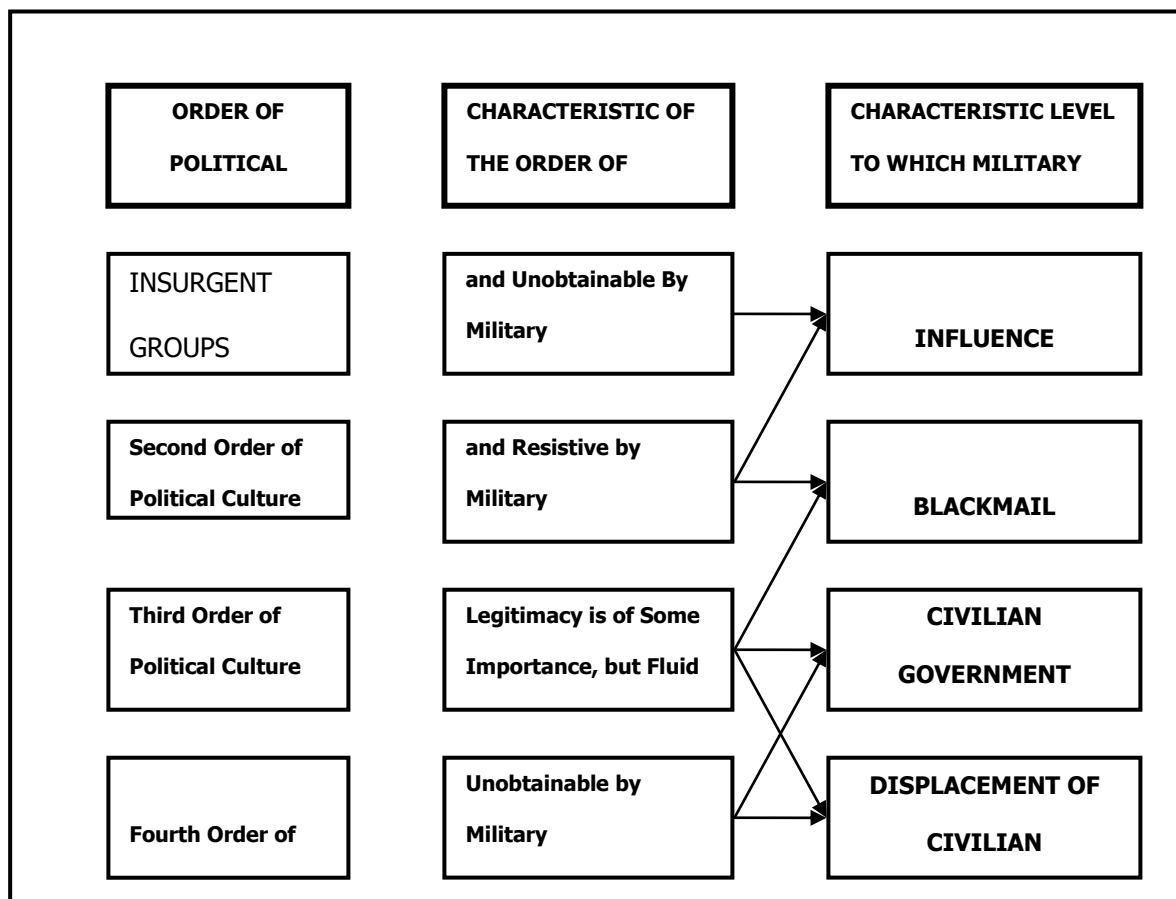 ORDER OF
POLITICAL
CHARACTERISTIC OF
THE ORDER OF
CHARACTERISTIC LEVEL
TO WHICH MILITARY
INSURGENT
GROUPS
and Unobtainable By
Military
INFLUENCE
Second Order of
Political Culture
and Resistive by
Military
BLACKMAIL
Third Order of
Political Culture
Legitimacy is of Some
Importance, but Fluid
CIVILIAN
GOVERNMENT
Fourth Order of
Unobtainable by
Military
DISPLACEMENT OF
CIVILIAN